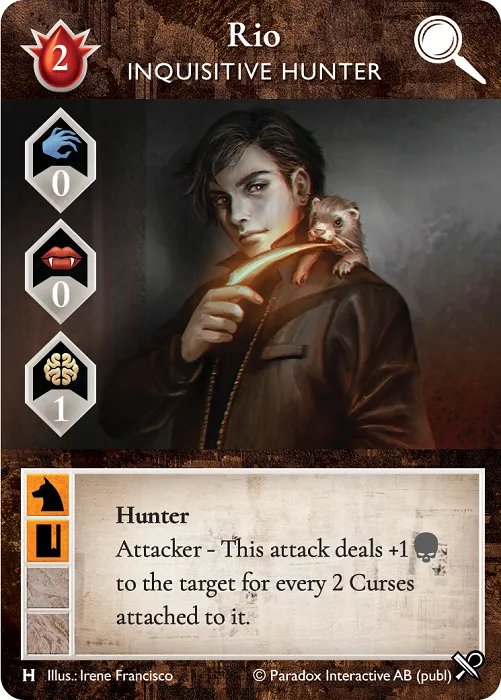 2
Rio
INQUISITIVE HUNTER
0
0
1
Hunter
Attacker - This attack deals +1
to the target for every 2 Curses
attached to it.
H Illus.: Irene Francisco © Paradox Interactive AB (publ)